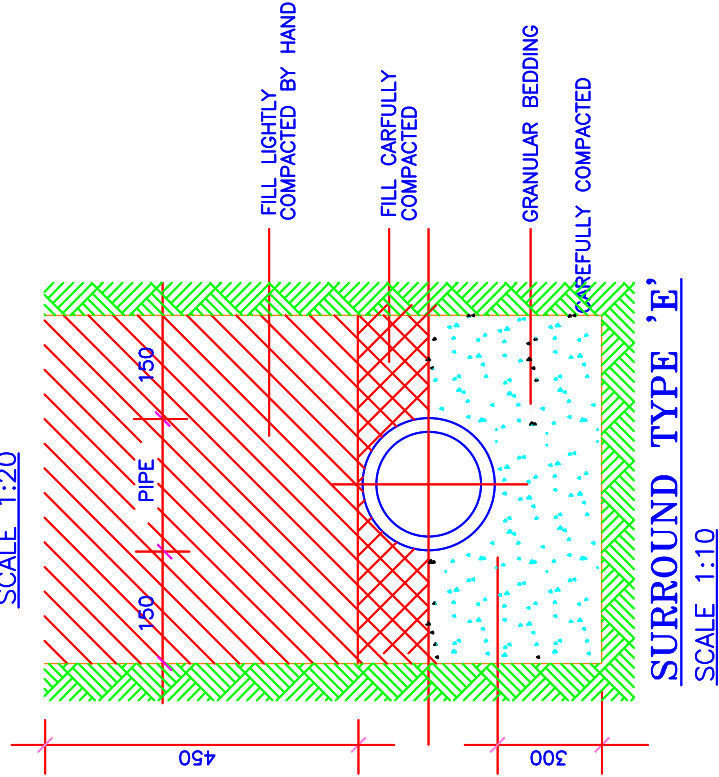 SCALE 1:20
150
PIPE
150
FILL LIGHTLY
COMPACTED BY HAND
FILL CARFULLY
COMPACTED
GRANULAR BEDDING
CAREFULLY COMPACTED
450
300
SURROUND TYPE 'E'
SCALE 1:10